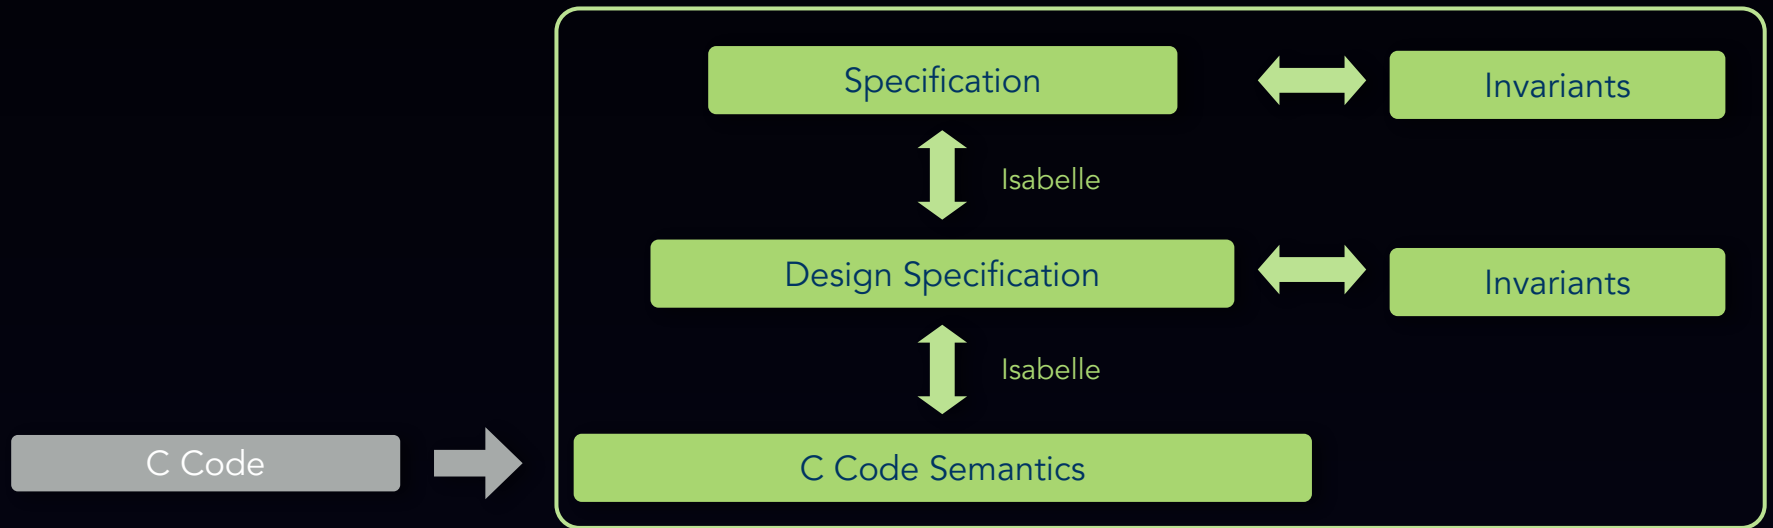 Specification
Invariants
Isabelle
Design Specification
Invariants
Isabelle
C Code
C Code Semantics